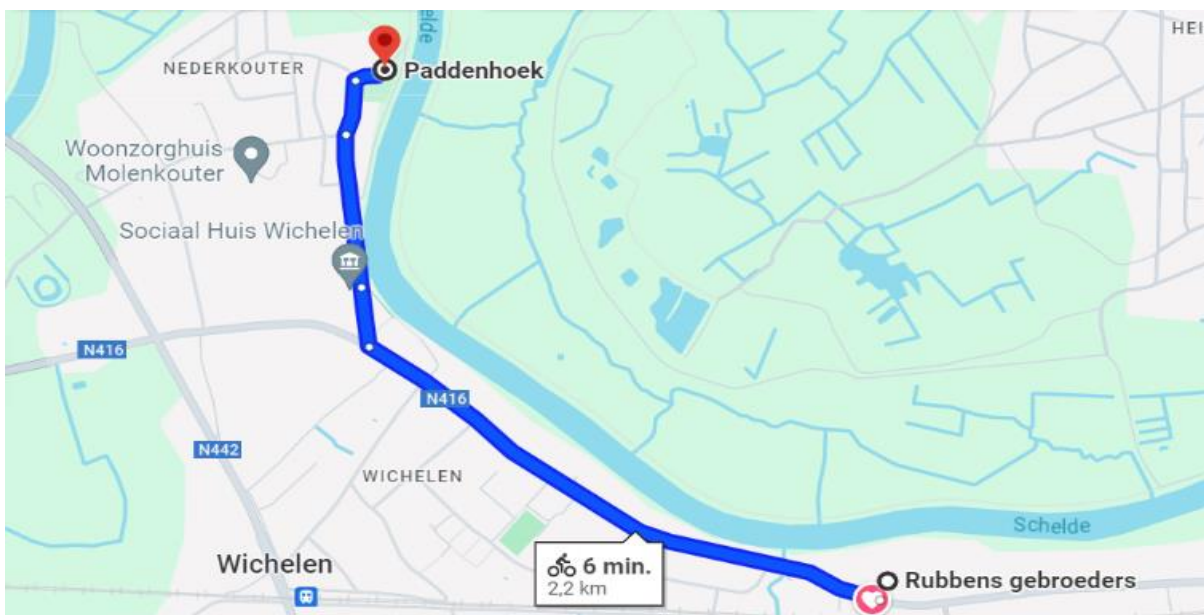 elde
HEI
NEDERKOUTER
Paddenhoek
Woonzorghuis
Molenkouter
Sociaal Huis Wichelen
N416
N416
N442
WICHELEN
Schelde
Wichelen
6 min.
2,2 km
Rubbens gebroeders